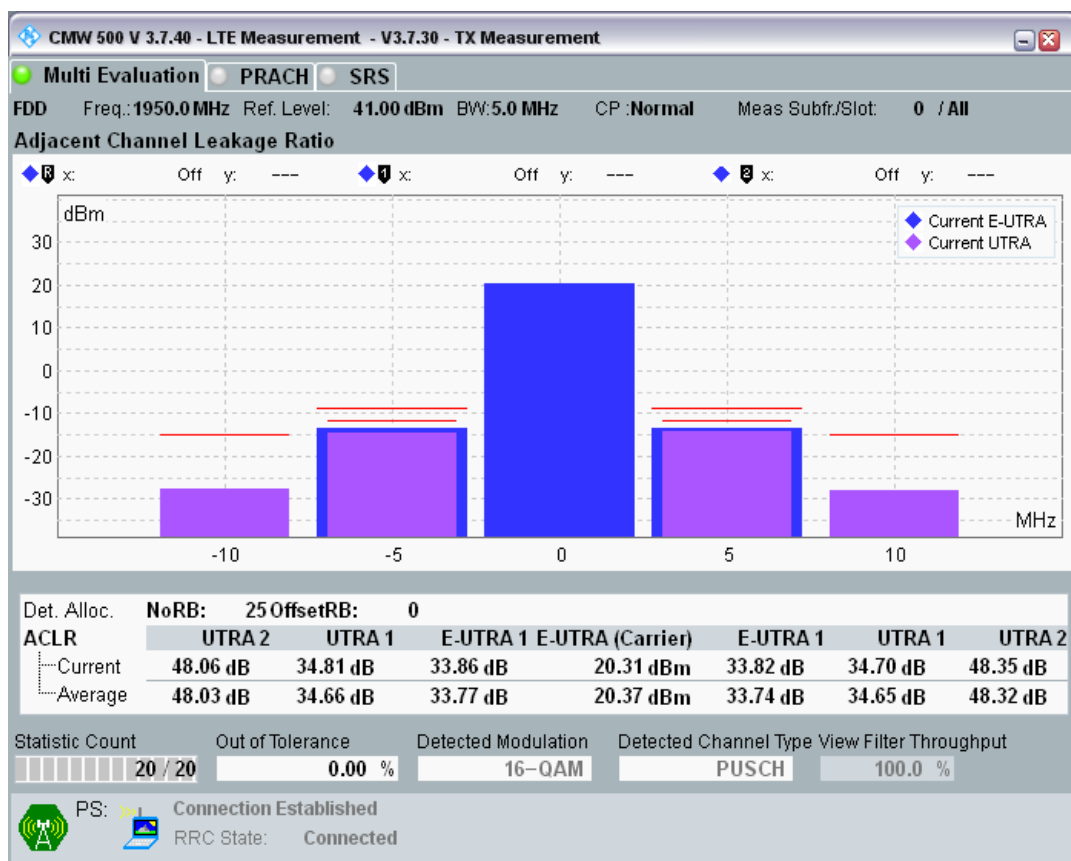 CMW 500 V 3.7.40 - LTE Measurement - V3.7.30 - TX Measurement
Multi Evaluation PRACH SRS
FDD Freq.: 1950.0 MHz Ref. Level: 41.00 dBm BW: 5.0 MHz CP : Normal Meas Subfr./Slot: 0 / All
Adjacent Channel Leakage Ratio
R x: Off y: --- 1 x: Off y: --- 2 x: Off y: ---
dBm
Current E-UTRA
Current UTRA
30
20
10
0
-10
-20
-30
MHz
-10 -5 0 5 10
Det. Alloc. NoRB: 25 OffsetRB: 0
ACLR UTRA 2 UTRA 1 E-UTRA 1 E-UTRA (Carrier) E-UTRA 1 UTRA 1 UTRA 2
Current 48.06 dB 34.81 dB 33.86 dB 20.31 dBm 33.82 dB 34.70 dB 48.35 dB
Average 48.03 dB 34.66 dB 33.77 dB 20.37 dBm 33.74 dB 34.65 dB 48.32 dB
Statistic Count Out of Tolerance Detected Modulation Detected Channel Type View Filter Throughput
20 / 20 0.00 % 16-QAM PUSCH 100.0 %
PS: Connection Established
RRC State: Connected